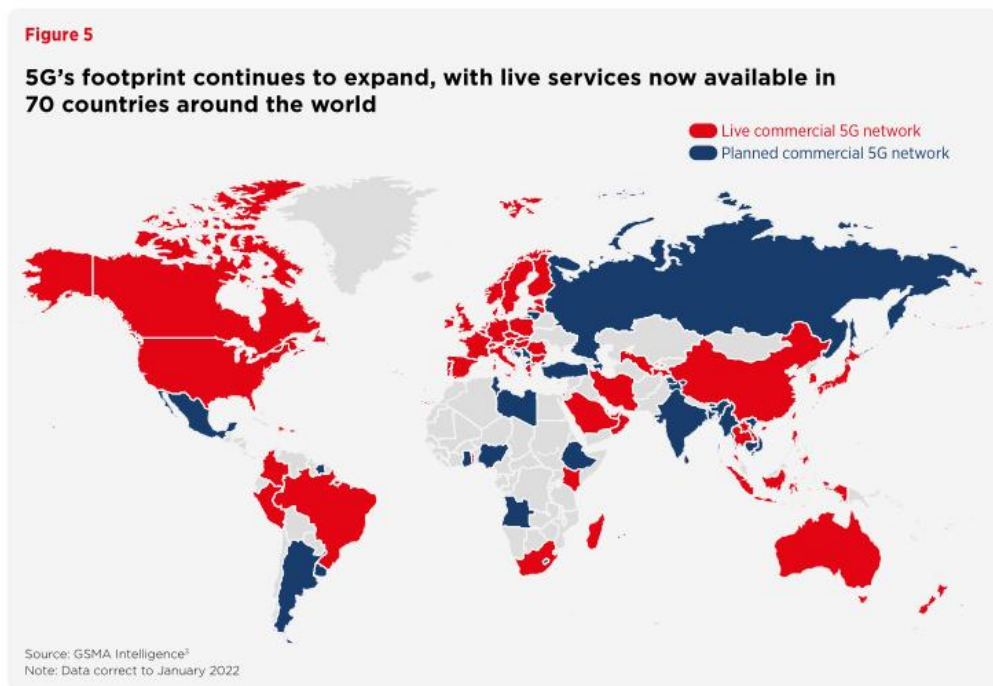 Figure 5
5G’s footprint continues to expand, with live services now available in
70 countries around the world
Live commercial 5G network
Planned commercial 5G network
Source: GSMA Intelligence³
Note: Data correct to January 2022